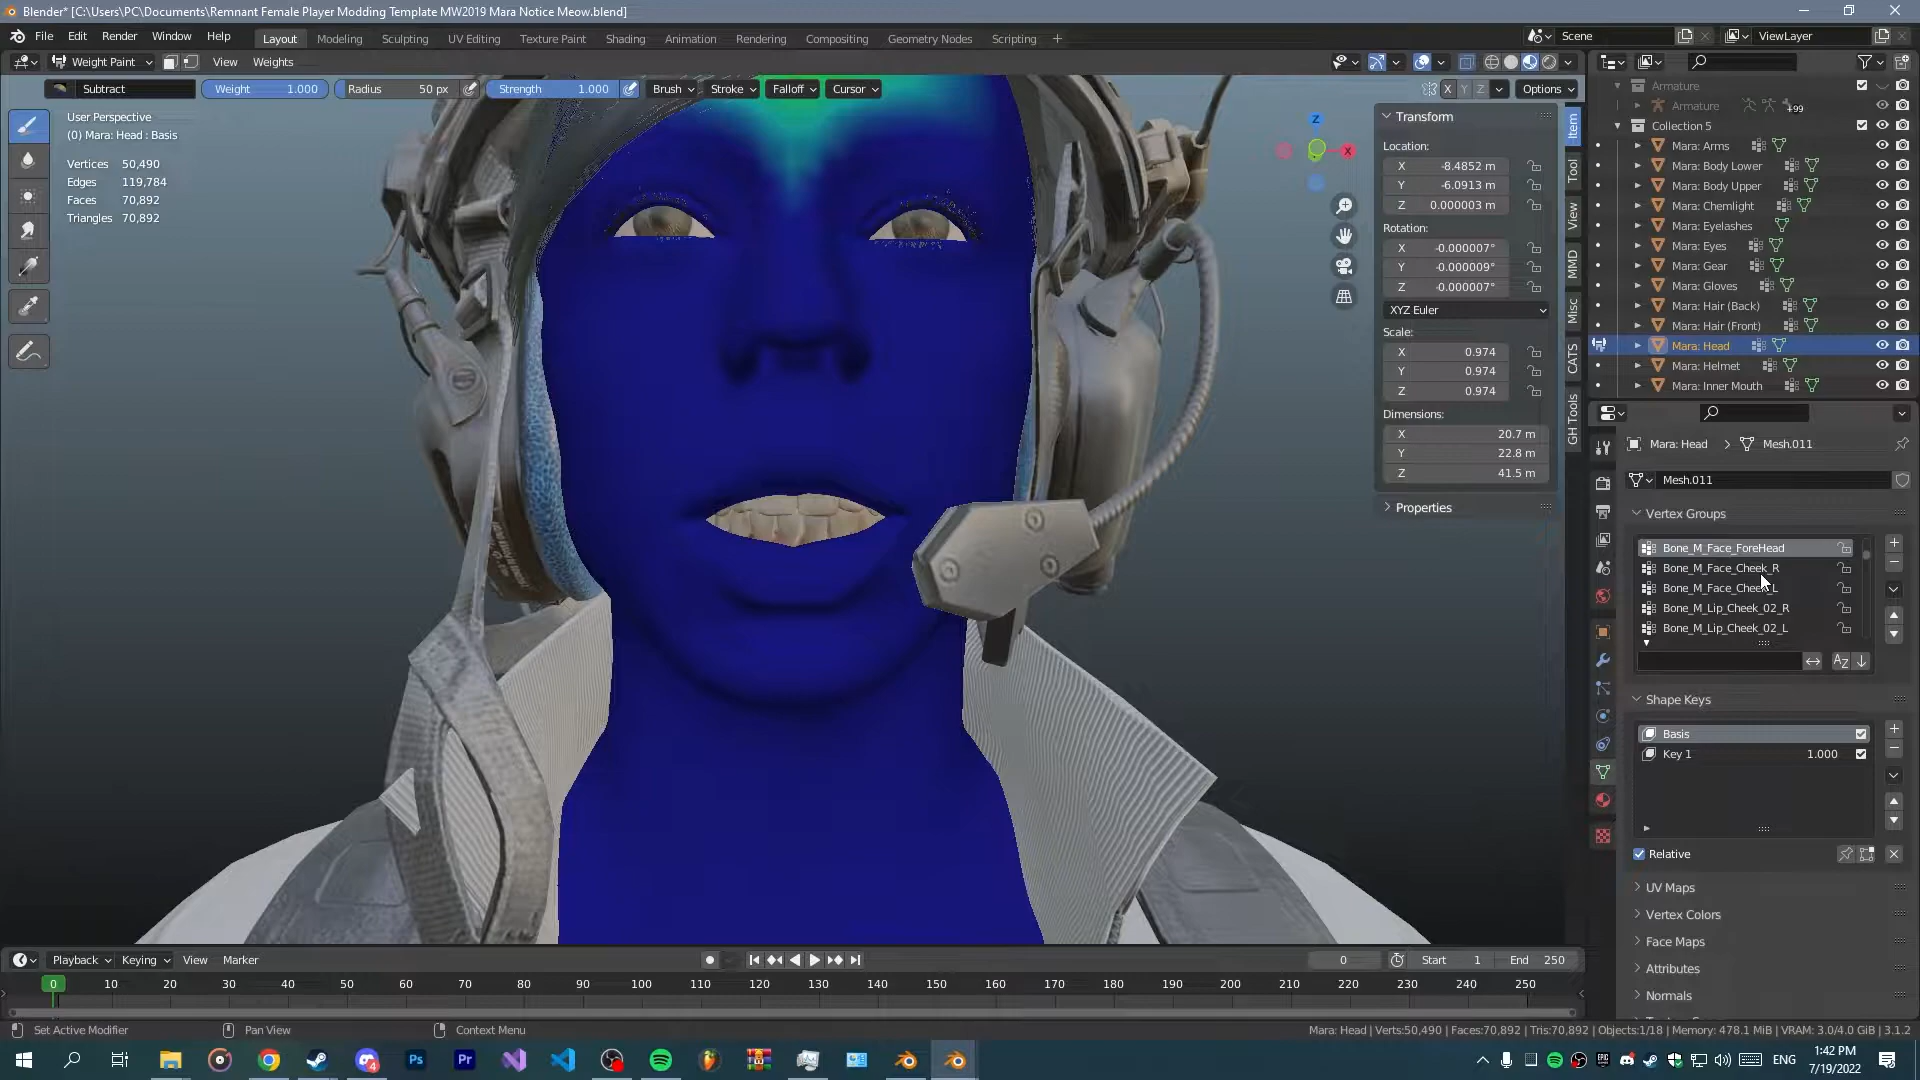 Blender* [C:\Users\PC\Documents\Remnant Female Player Modding Template MW2019 Mara Notice Meow.blend]
File Edit Render Window Help
Layout Modeling Sculpting UV Editing Texture Paint Shading Animation Rendering Compositing Geometry Nodes Scripting +
Scene
ViewLayer
Weight Paint View Weights
Subtract Weight 1.000 Radius 50 px Strength 1.000 Brush Stroke Falloff Cursor X Y Z Options
User Perspective
(0) Mara: Head : Basis
Vertices 50,490
Edges 119,784
Faces 70,892
Triangles 70,892
Z
X
Transform
Location:
X -8.4852 m
Y -6.0913 m
Z 0.000003 m
Rotation:
X -0.000007°
Y -0.000009°
Z -0.000007°
XYZ Euler
Scale:
X 0.974
Y 0.974
Z 0.974
Dimensions:
X 20.7 m
Y 22.8 m
Z 41.5 m
Properties
Item
Tool
View
MMD
Misc
CATS
GH Tools
Armature
Armature +99
Collection 5
Mara: Arms
Mara: Body Lower
Mara: Body Upper
Mara: Chemlight
Mara: Eyelashes
Mara: Eyes
Mara: Gear
Mara: Gloves
Mara: Hair (Back)
Mara: Hair (Front)
Mara: Head
Mara: Helmet
Mara: Inner Mouth
Mara: Head > Mesh.011
Mesh.011
Vertex Groups
Bone_M_Face_ForeHead
Bone_M_Face_Cheek_R
Bone_M_Face_Cheek_L
Bone_M_Lip_Cheek_02_R
Bone_M_Lip_Cheek_02_L
AZ
Shape Keys
Basis
Key 1 1.000
Relative
UV Maps
Vertex Colors
Face Maps
Attributes
Normals
Playback Keying View Marker 0 Start 1 End 250
0 10 20 30 40 50 60 70 80 90 100 110 120 130 140 150 160 170 180 190 200 210 220 230 240 250
Set Active Modifier Pan View Context Menu Mara: Head | Verts:50,490 | Faces:70,892 | Tris:70,892 | Objects:1/18 | Memory: 478.1 MiB | VRAM: 3.0/4.0 GiB | 3.1.2
4 Ps Pr ENG 1:42 PM
7/19/2022